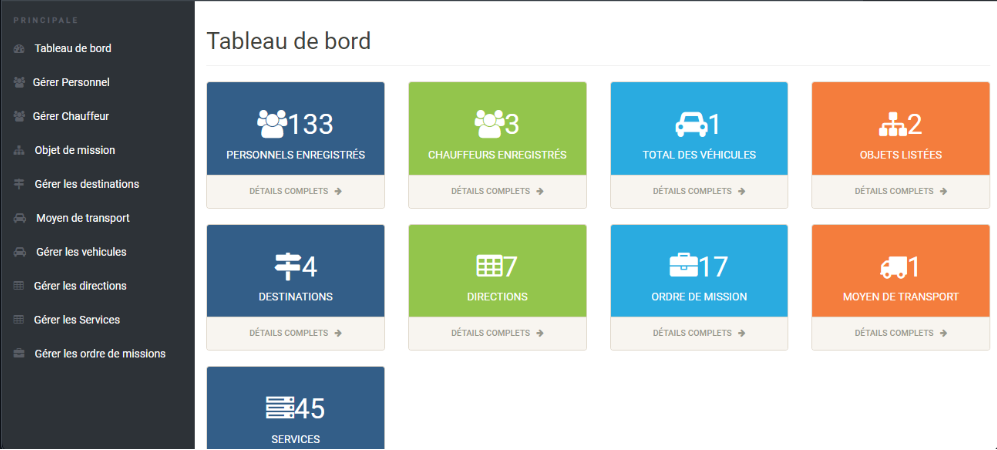 PRINCIPALE
Tableau de bord
Gérer Personnel
Gérer Chauffeur
Objet de mission
Gérer les destinations
Moyen de transport
Gérer les vehicules
Gérer les directions
Gérer les Services
Gérer les ordre de missions
Tableau de bord
133
PERSONNELS ENREGISTRÉS
DÉTAILS COMPLETS
3
CHAUFFEURS ENREGISTRÉS
DÉTAILS COMPLETS
1
TOTAL DES VÉHICULES
DÉTAILS COMPLETS
2
OBJETS LISTÉES
DÉTAILS COMPLETS
4
DESTINATIONS
DÉTAILS COMPLETS
7
DIRECTIONS
DÉTAILS COMPLETS
17
ORDRE DE MISSION
DÉTAILS COMPLETS
1
MOYEN DE TRANSPORT
DÉTAILS COMPLETS
45
SERVICES